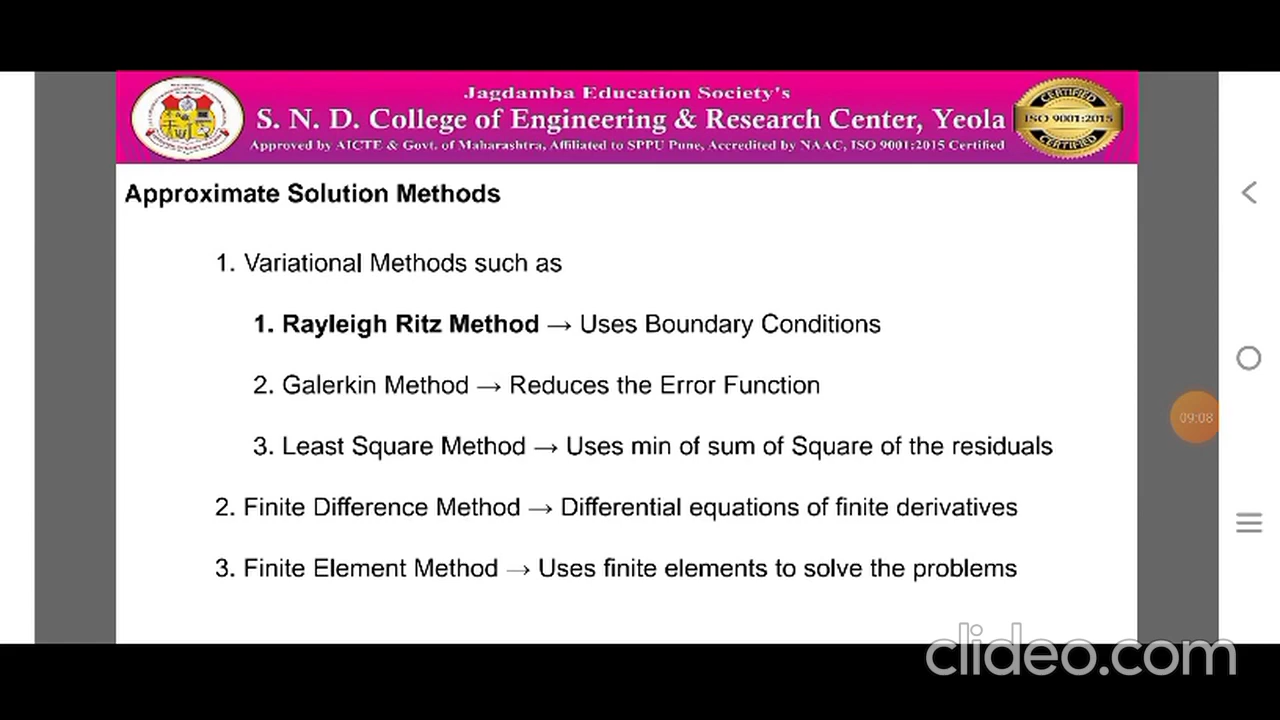 Jagdamba Education Society's
S. N. D. College of Engineering & Research Center, Yeola
Approved by AICTE & Govt. of Maharashtra, Affiliated to SPPU Pune, Accredited by NAAC, ISO 9001:2015 Certified
CERTIFIED
ISO 9001:2015
CERTIFIED
Approximate Solution Methods
1. Variational Methods such as
1. Rayleigh Ritz Method → Uses Boundary Conditions
2. Galerkin Method → Reduces the Error Function
3. Least Square Method → Uses min of sum of Square of the residuals
2. Finite Difference Method → Differential equations of finite derivatives
3. Finite Element Method → Uses finite elements to solve the problems
09:08
clideo.com